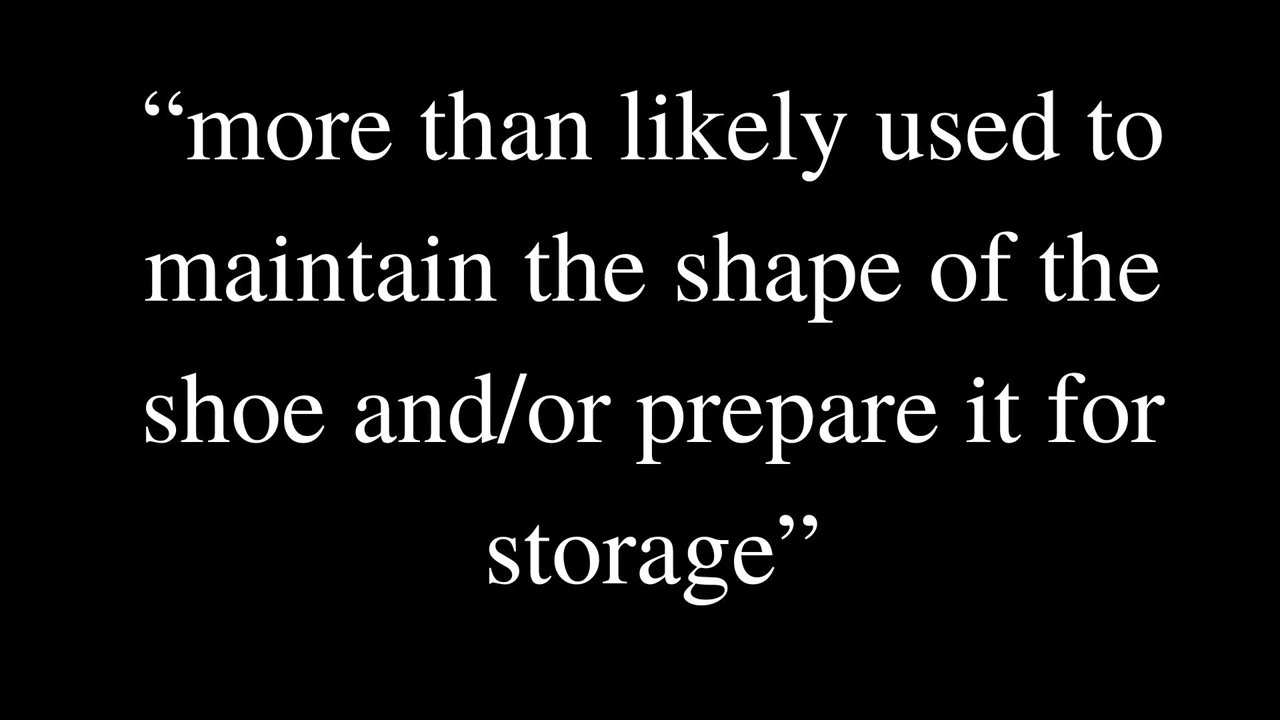 “more than likely used to
maintain the shape of the
shoe and/or prepare it for
storage”